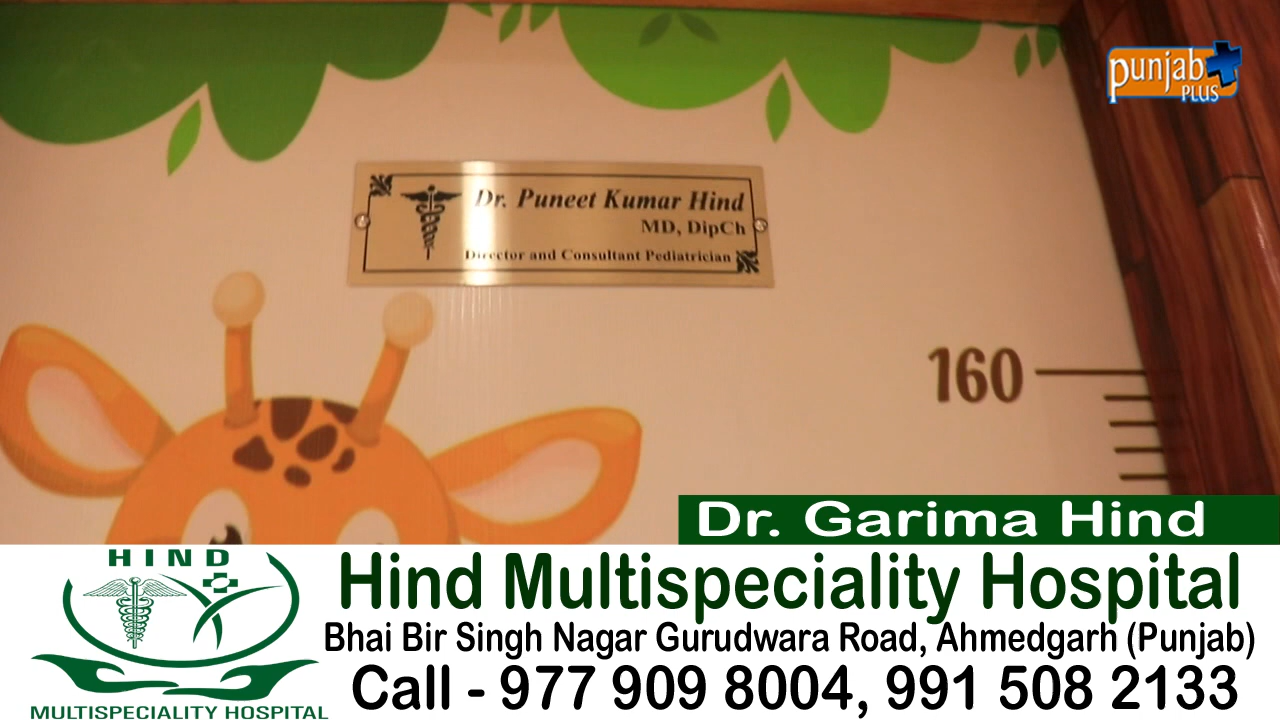 punjab
PLUS
Dr. Puneet Kumar Hind
MD, DipCh
Director and Consultant Pediatrician
160
Dr. Garima Hind
HIND
MULTISPECIALITY HOSPITAL
Hind Multispeciality Hospital
Bhai Bir Singh Nagar Gurudwara Road, Ahmedgarh (Punjab)
Call - 977 909 8004, 991 508 2133